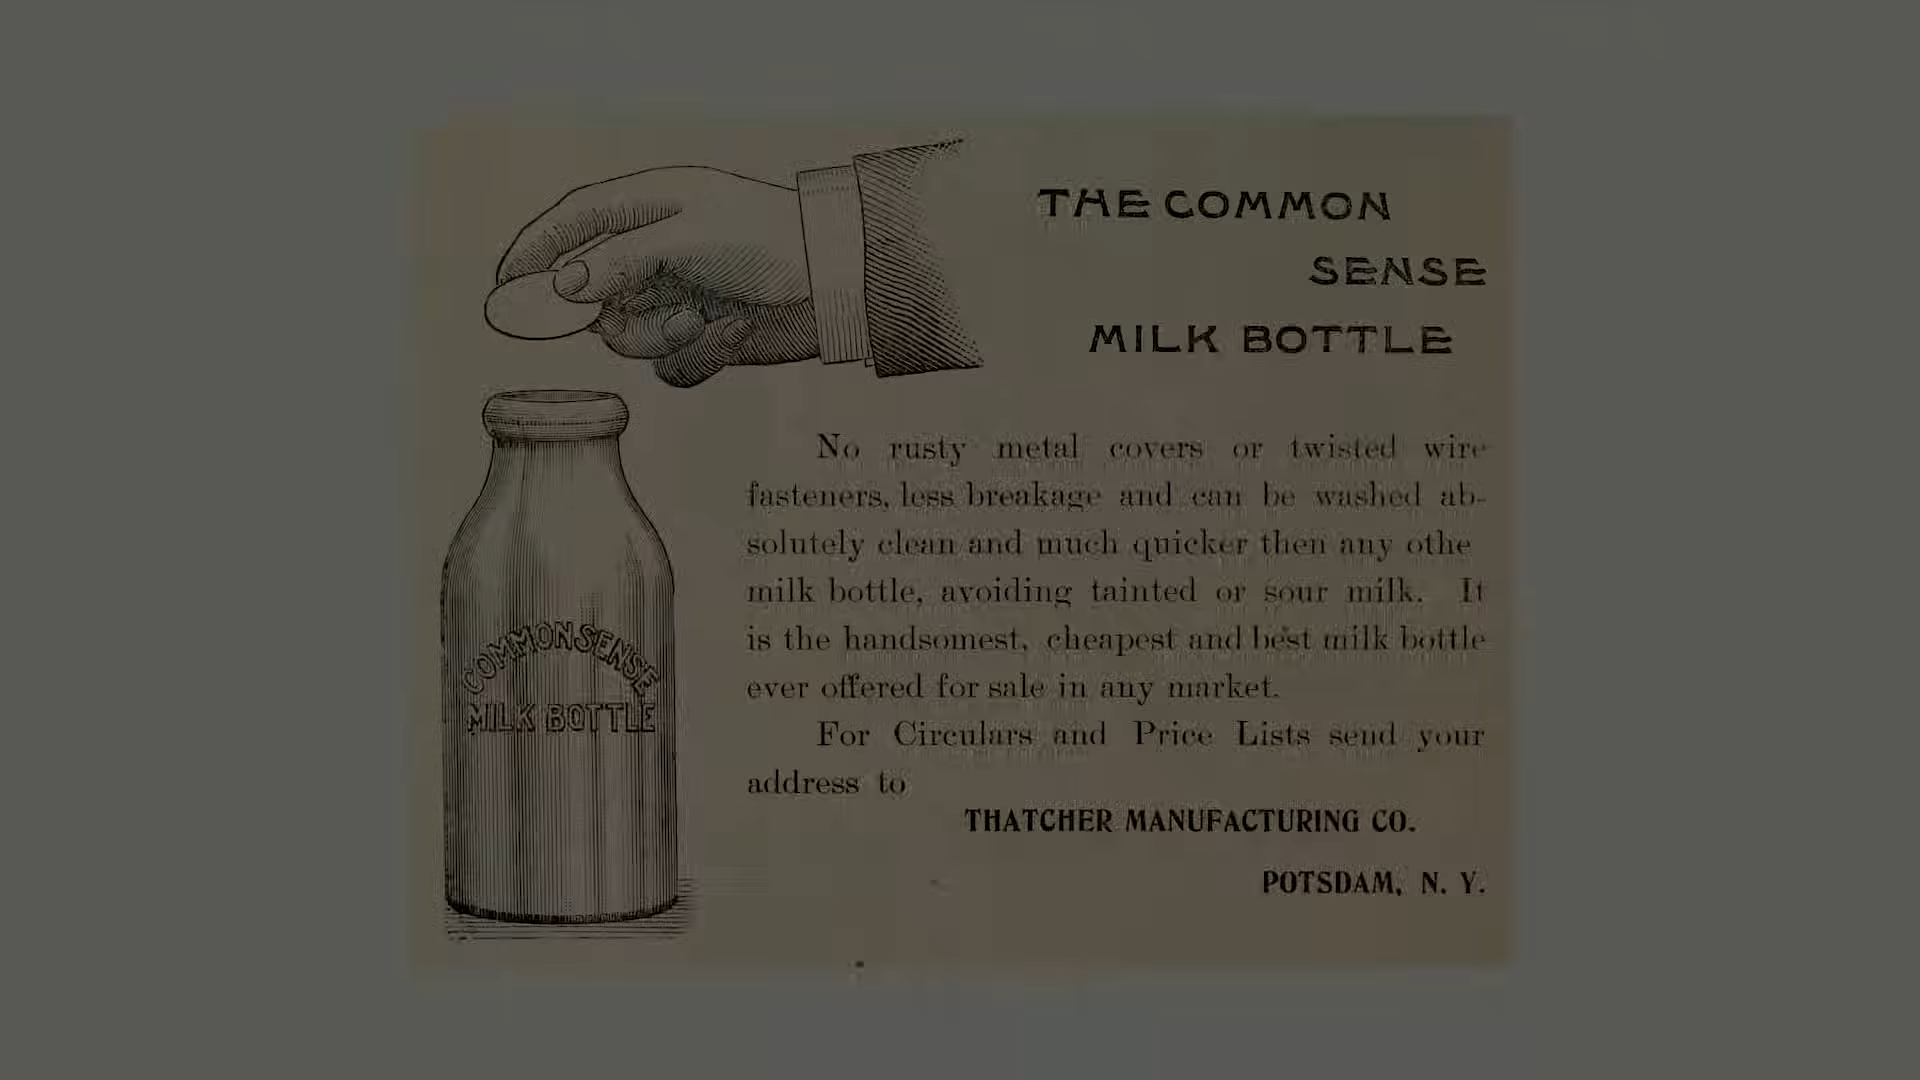 THE COMMON
SENSE
MILK BOTTLE
No rusty metal covers or twisted wire
fasteners, less breakage and can be washed ab-
solutely clean and much quicker then any othe
milk bottle, avoiding tainted or sour milk. It
is the handsomest, cheapest and best milk bottle
ever offered for sale in any market.
For Circulars and Price Lists send your
address to
THATCHER MANUFACTURING CO.
POTSDAM, N. Y.
COMMON SENSE
MILK BOTTLE